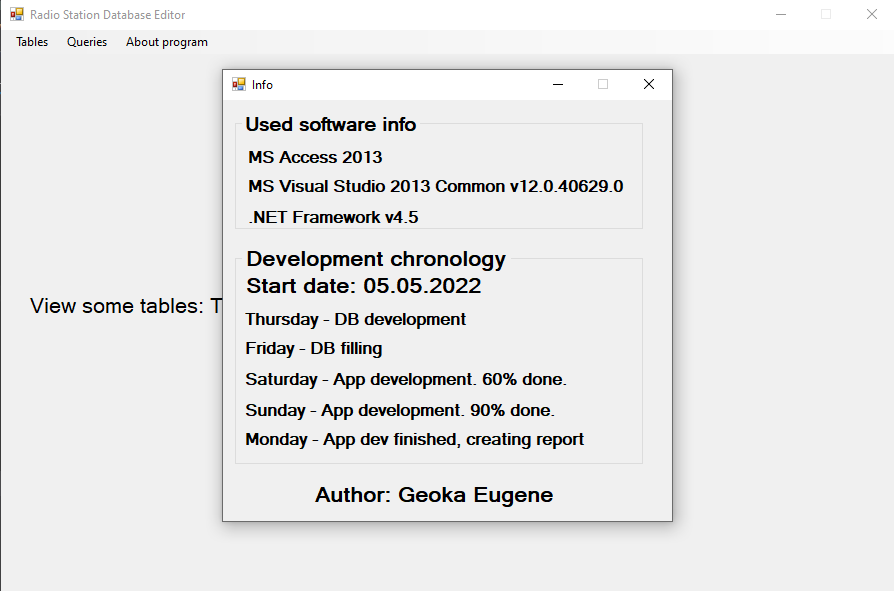 Radio Station Database Editor
Tables Queries About program
Info
Used software info
MS Access 2013
MS Visual Studio 2013 Common v12.0.40629.0
.NET Framework v4.5
Development chronology
Start date: 05.05.2022
View some tables: T
Thursday - DB development
Friday - DB filling
Saturday - App development. 60% done.
Sunday - App development. 90% done.
Monday - App dev finished, creating report
Author: Geoka Eugene